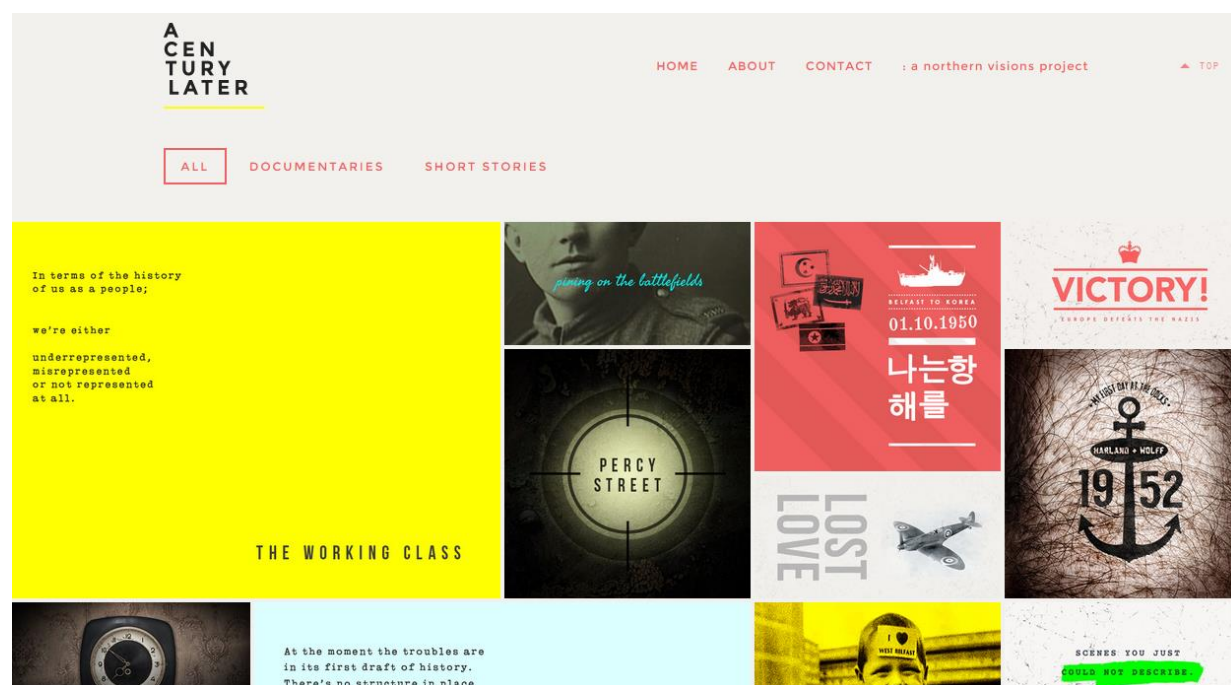 A
CEN
TURY
LATER
HOME ABOUT CONTACT : a northern visions project
TOP
ALL DOCUMENTARIES SHORT STORIES
In terms of the history
of us as a people;
we're either
underrepresented,
misrepresented
or not represented
at all.
THE WORKING CLASS
pining on the battlefields
PERCY
STREET
BELFAST TO KOREA
01.10.1950
나는항
해를
LOST
LOVE
VICTORY!
EUROPE DEFEATS THE NAZIS
MY FIRST DAY AT THE DOCKS
HARLAND + WOLFF
1952
At the moment the troubles are
in its first draft of history.
There's no structure in place
I ♥
WEST BELFAST
SCENES YOU JUST
COULD NOT DESCRIBE.